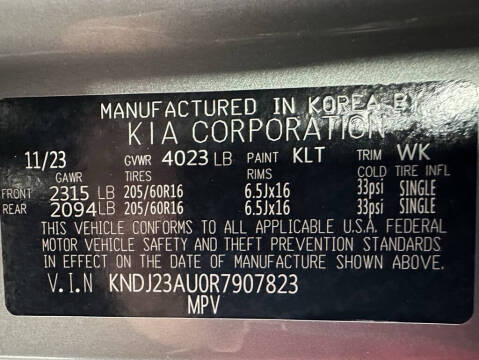 MANUFACTURED IN KOREA BY
KIA CORPORATION
11/23 GVWR 4023 LB PAINT KLT TRIM WK
GAWR TIRES RIMS COLD TIRE INFL
FRONT 2315 LB 205/60R16 6.5Jx16 33psi SINGLE
REAR 2094 LB 205/60R16 6.5Jx16 33psi SINGLE
THIS VEHICLE CONFORMS TO ALL APPLICABLE U.S.A. FEDERAL
MOTOR VEHICLE SAFETY AND THEFT PREVENTION STANDARDS
IN EFFECT ON THE DATE OF MANUFACTURE SHOWN ABOVE.
V.I.N KNDJ23AU0R7907823
MPV